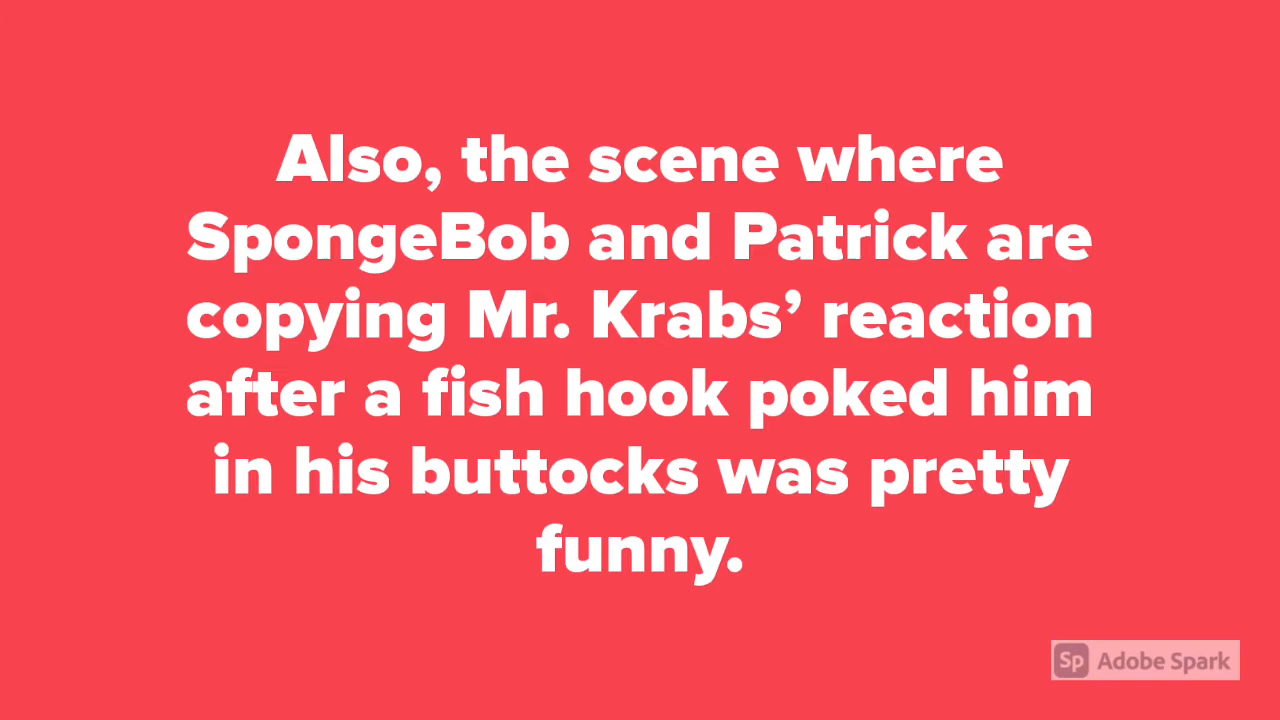 Also, the scene where
SpongeBob and Patrick are
copying Mr. Krabs’ reaction
after a fish hook poked him
in his buttocks was pretty
funny.
Sp Adobe Spark